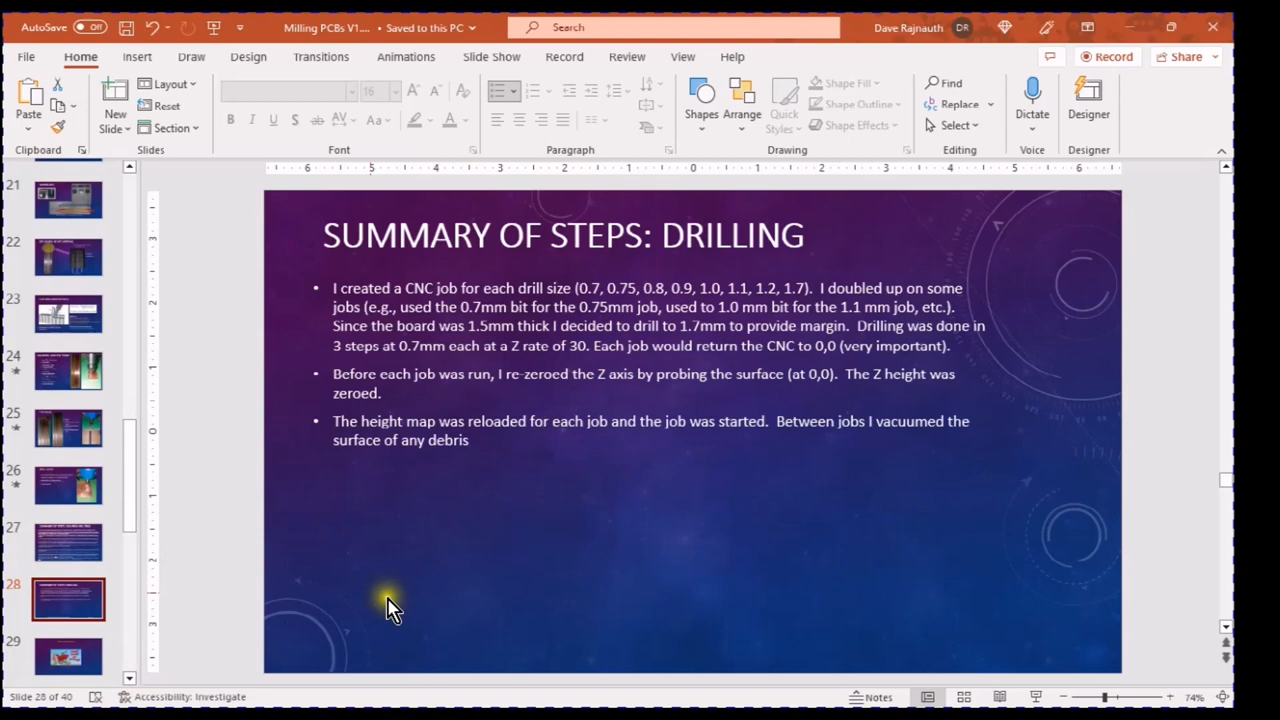 AutoSave Off Milling PCBs V1.... • Saved to this PC Search Dave Rajnauth DR
File Home Insert Draw Design Transitions Animations Slide Show Record Review View Help Record Share
Paste
New
Slide
Layout
Reset
Section
16
Shapes
Arrange
Quick
Styles
Shape Fill
Shape Outline
Shape Effects
Find
Replace
Select
Dictate
Designer
Clipboard Slides Font Paragraph Drawing Editing Voice Designer
21
22
23
24
25
26
27
28
29
SUMMARY OF STEPS: DRILLING
• I created a CNC job for each drill size (0.7, 0.75, 0.8, 0.9, 1.0, 1.1, 1.2, 1.7). I doubled up on some
jobs (e.g., used the 0.7mm bit for the 0.75mm job, used to 1.0 mm bit for the 1.1 mm job, etc.).
Since the board was 1.5mm thick I decided to drill to 1.7mm to provide margin. Drilling was done in
3 steps at 0.7mm each at a Z rate of 30. Each job would return the CNC to 0,0 (very important).
• Before each job was run, I re-zeroed the Z axis by probing the surface (at 0,0). The Z height was
zeroed.
• The height map was reloaded for each job and the job was started. Between jobs I vacuumed the
surface of any debris
Slide 28 of 40 Accessibility: Investigate Notes 74%